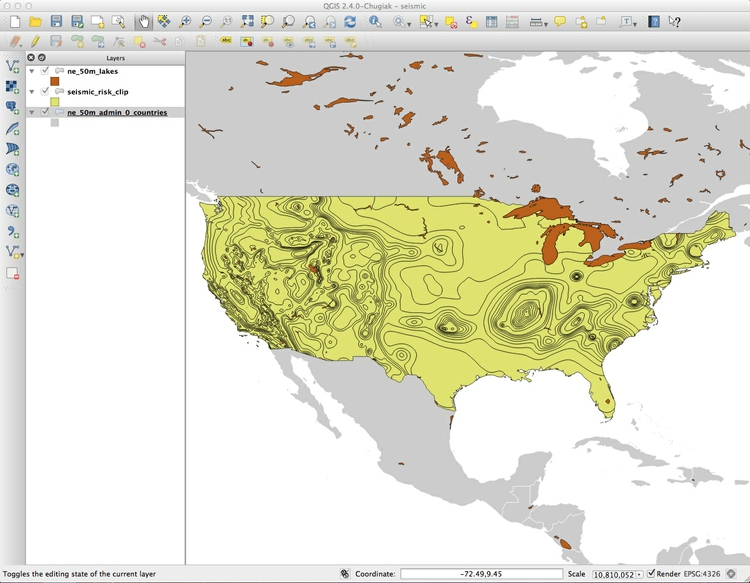 QGIS 2.4.0-Chugiak - seismic
Layers
ne_50m_lakes
seismic_risk_clip
ne_50m_admin_0_countries
Toggles the editing state of the current layer
Coordinate:
-72.49,9.45
Scale
10,810,052
Render
EPSG:4326